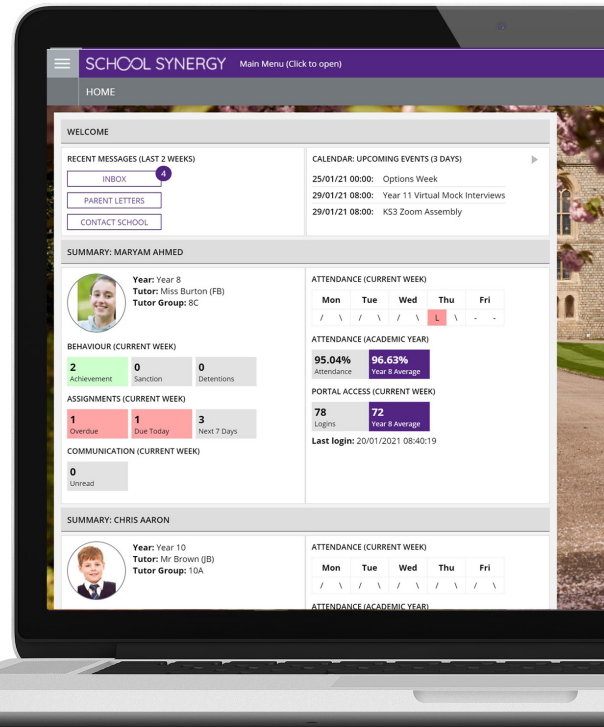 SCHOOL SYNERGY Main Menu (Click to open)
HOME
WELCOME
RECENT MESSAGES (LAST 2 WEEKS)
INBOX 4
PARENT LETTERS
CONTACT SCHOOL
CALENDAR: UPCOMING EVENTS (3 DAYS)
25/01/21 00:00: Options Week
29/01/21 08:00: Year 11 Virtual Mock Interviews
29/01/21 08:00: KS3 Zoom Assembly
SUMMARY: MARYAM AHMED
Year: Year 8
Tutor: Miss Burton (FB)
Tutor Group: 8C
BEHAVIOUR (CURRENT WEEK)
2 0 0
Achievement Sanction Detentions
ASSIGNMENTS (CURRENT WEEK)
1 1 3
Overdue Due Today Next 7 Days
COMMUNICATION (CURRENT WEEK)
0
Unread
ATTENDANCE (CURRENT WEEK)
Mon Tue Wed Thu Fri
/ \ / \ / \ L \ - -
ATTENDANCE (ACADEMIC YEAR)
95.04% 96.63%
Attendance Year 8 Average
PORTAL ACCESS (CURRENT WEEK)
78 72
Logins Year 8 Average
Last login: 20/01/2021 08:40:19
SUMMARY: CHRIS AARON
Year: Year 10
Tutor: Mr Brown (JB)
Tutor Group: 10A
ATTENDANCE (CURRENT WEEK)
Mon Tue Wed Thu Fri
/ \ / \ / \ / \ / \
ATTENDANCE (ACADEMIC YEAR)